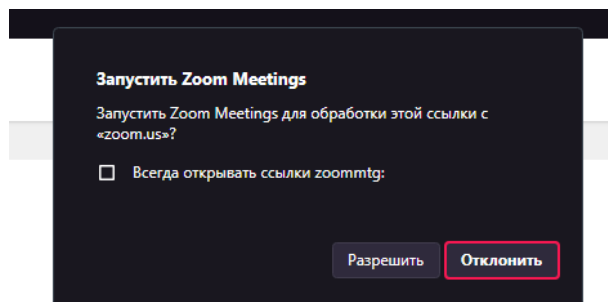 Запустить Zoom Meetings
Запустить Zoom Meetings для обработки этой ссылки с
«zoom.us»?
Всегда открывать ссылки zoommtg:
Разрешить Отклонить